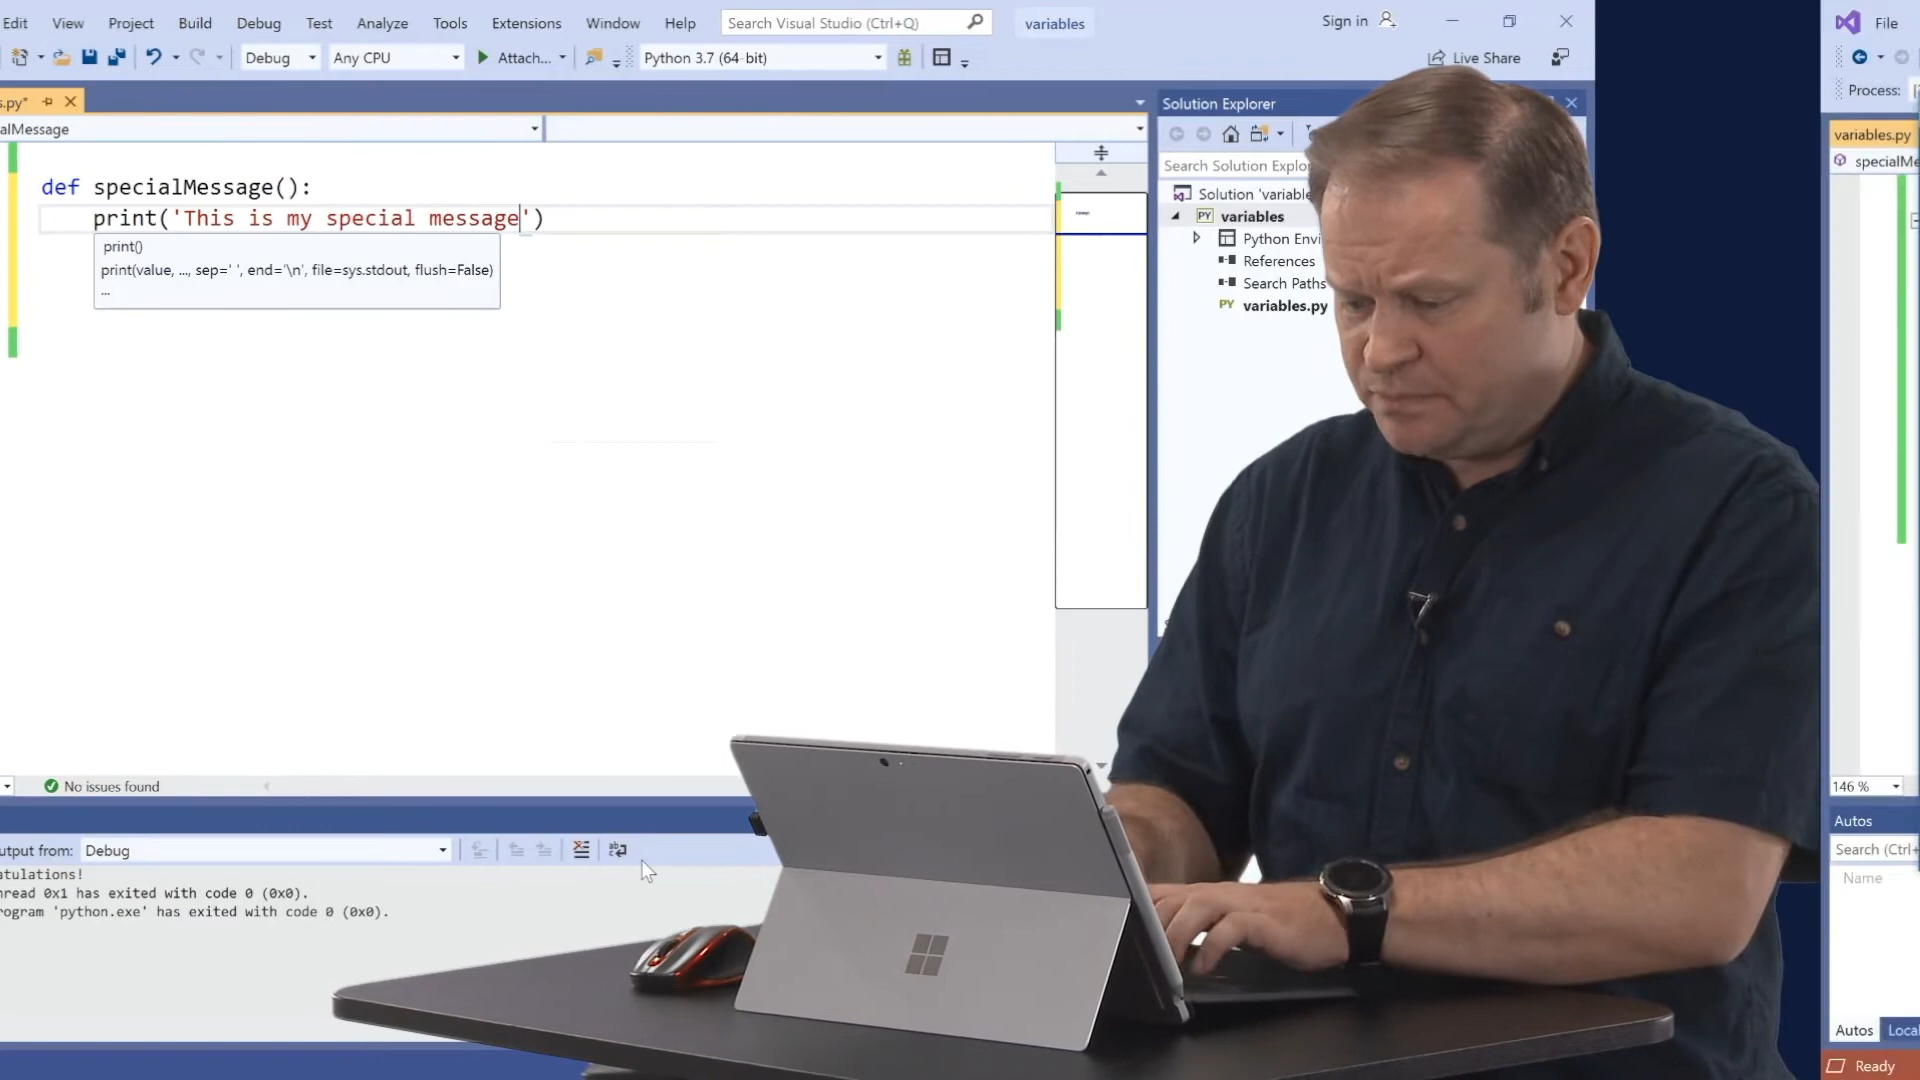 Edit View Project Build Debug Test Analyze Tools Extensions Window Help Search Visual Studio (Ctrl+Q) variables Sign in
Debug Any CPU Attach... Python 3.7 (64-bit) Live Share
s.py*
alMessage
def specialMessage():
print('This is my special message')
print()
print(value, ..., sep=' ', end='\n', file=sys.stdout, flush=False)
...
No issues found
utput from: Debug
atulations!
hread 0x1 has exited with code 0 (0x0).
rogram 'python.exe' has exited with code 0 (0x0).
Solution Explorer
Search Solution Explo
Solution 'variable
PY variables
Python Envi
References
Search Paths
PY variables.py
File
Process:
variables.py
specialMe
146 %
Autos
Search (Ctrl+
Name
Autos Loca
Ready